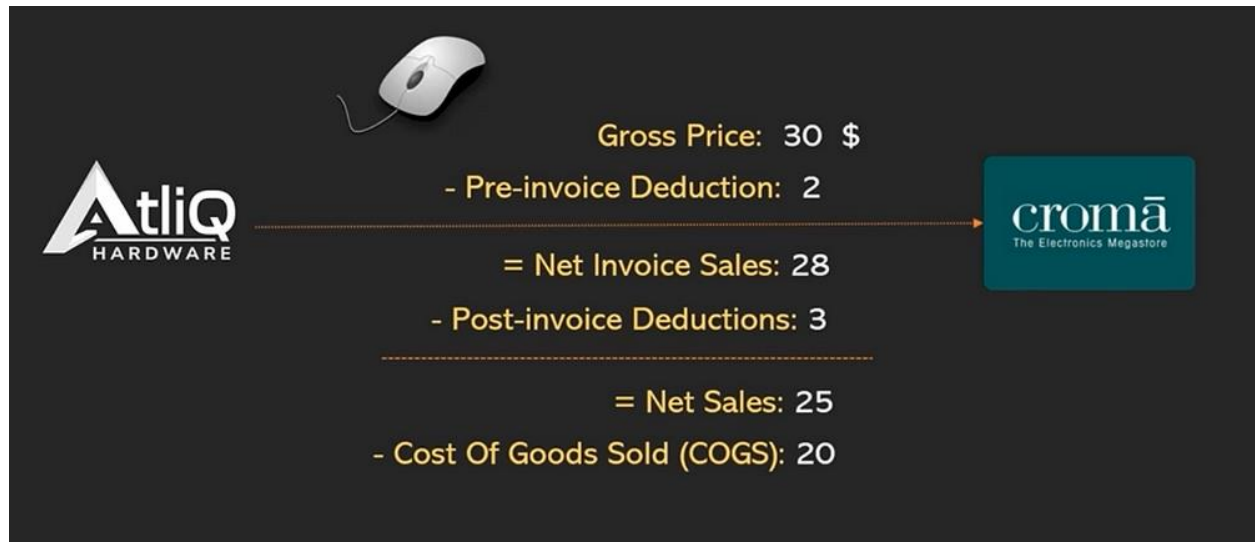 Gross Price: 30 $
- Pre-invoice Deduction: 2
AtliQ
HARDWARE
cromā
The Electronics Megastore
= Net Invoice Sales: 28
- Post-invoice Deductions: 3
= Net Sales: 25
- Cost Of Goods Sold (COGS): 20